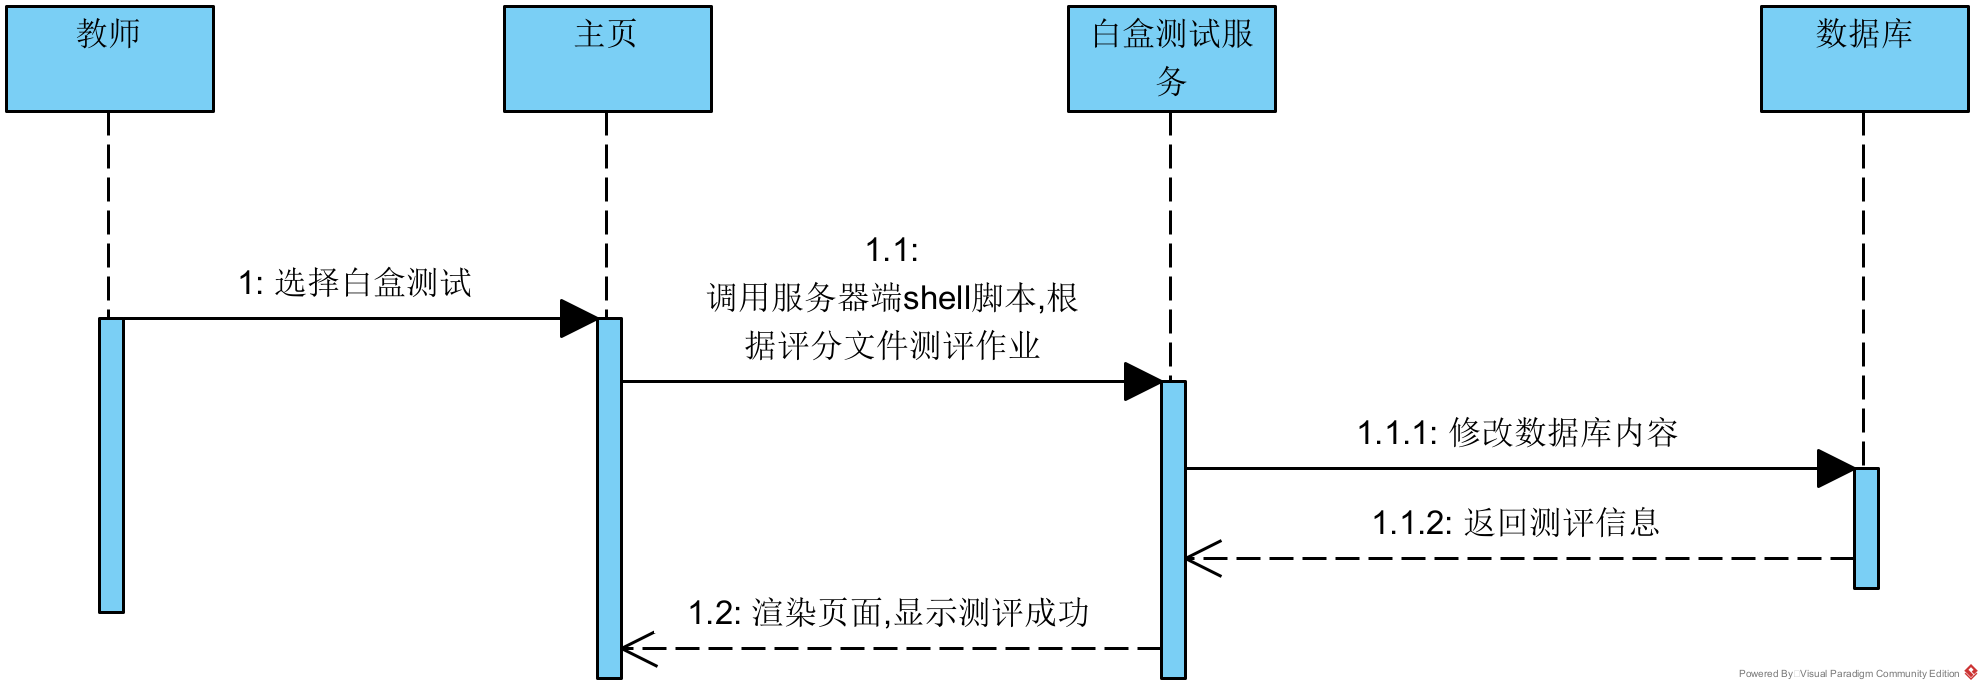 教师
主页
白盒测试服
务
数据库
1: 选择白盒测试
1.1:
调用服务器端shell脚本,根
据评分文件测评作业
1.1.1: 修改数据库内容
1.1.2: 返回测评信息
1.2: 渲染页面,显示测评成功
Powered By Visual Paradigm Community Edition